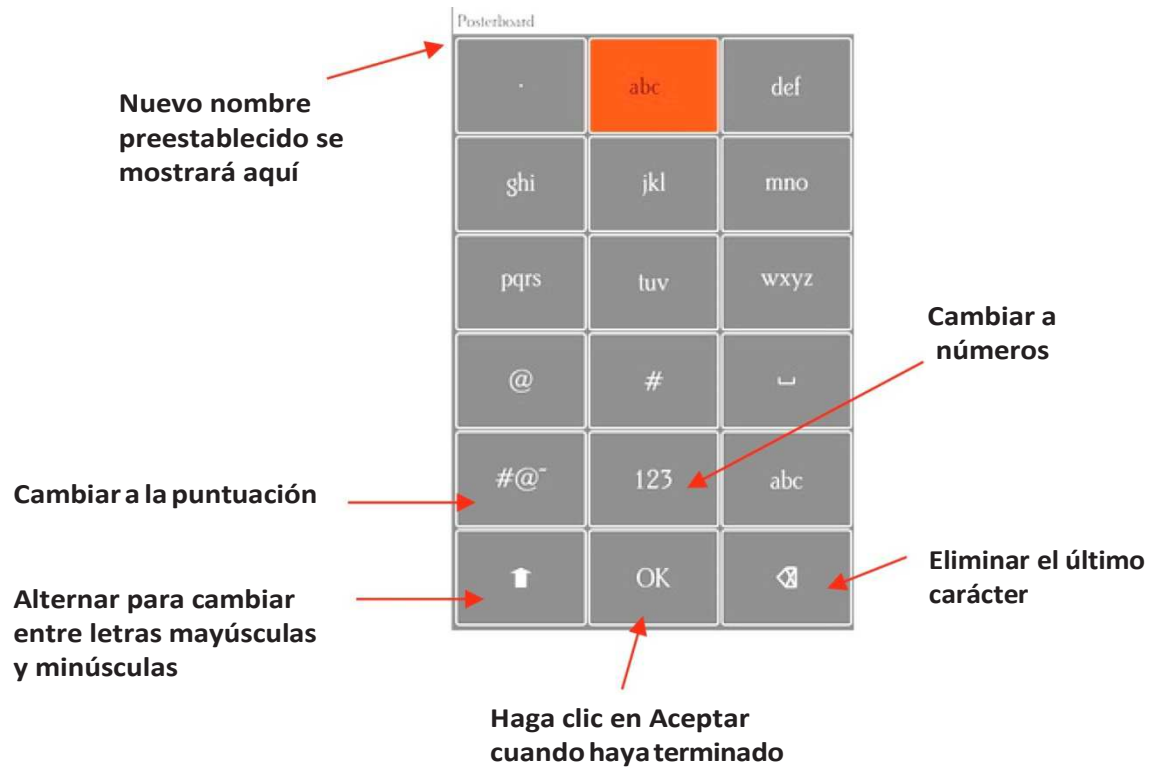 Posterboard
Nuevo nombre
preestablecido se
mostrará aquí
. abc def
ghi jkl mno
pqrs tuv wxyz
Cambiar a
números
@ # ⎵
#@˜ 123 abc
Cambiar a la puntuación
OK
Eliminar el último
carácter
Alternar para cambiar
entre letras mayúsculas
y minúsculas
Haga clic en Aceptar
cuando haya terminado